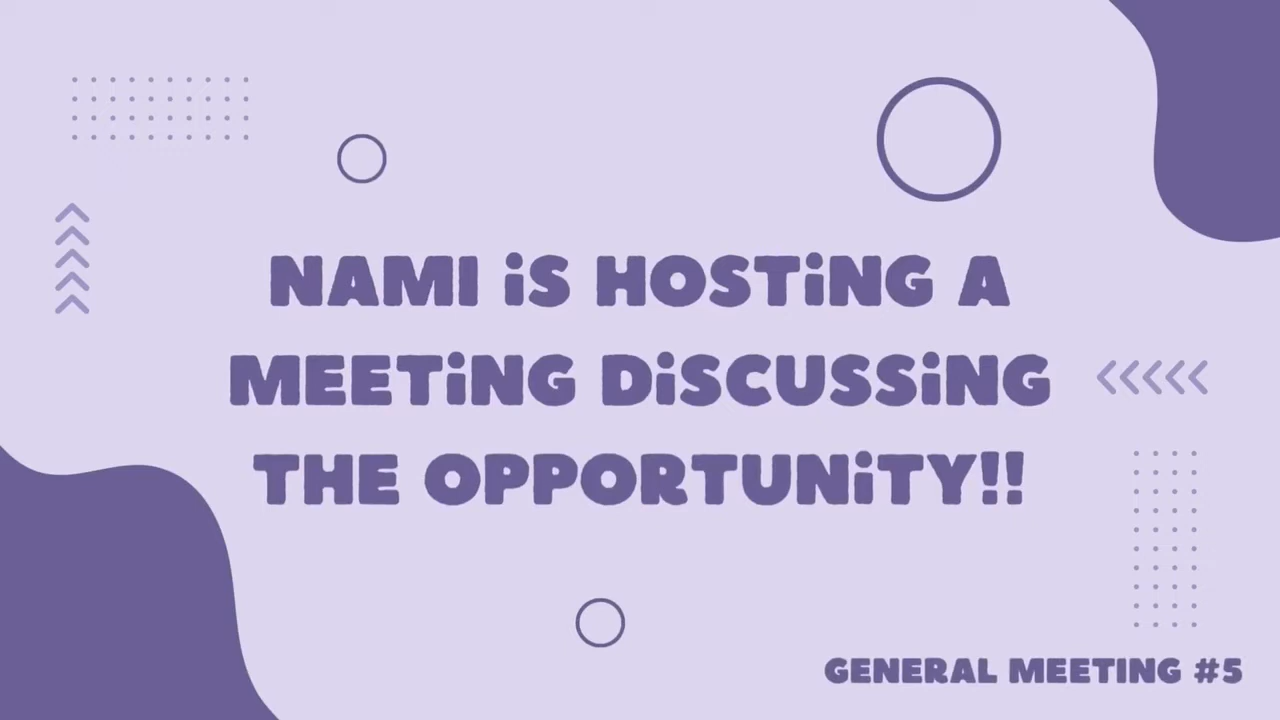 NAMI iS HOSTiNG A
MEETiNG DiSCUSSiNG
THE OPPORTUNiTY!!
GENERAL MEETING #5